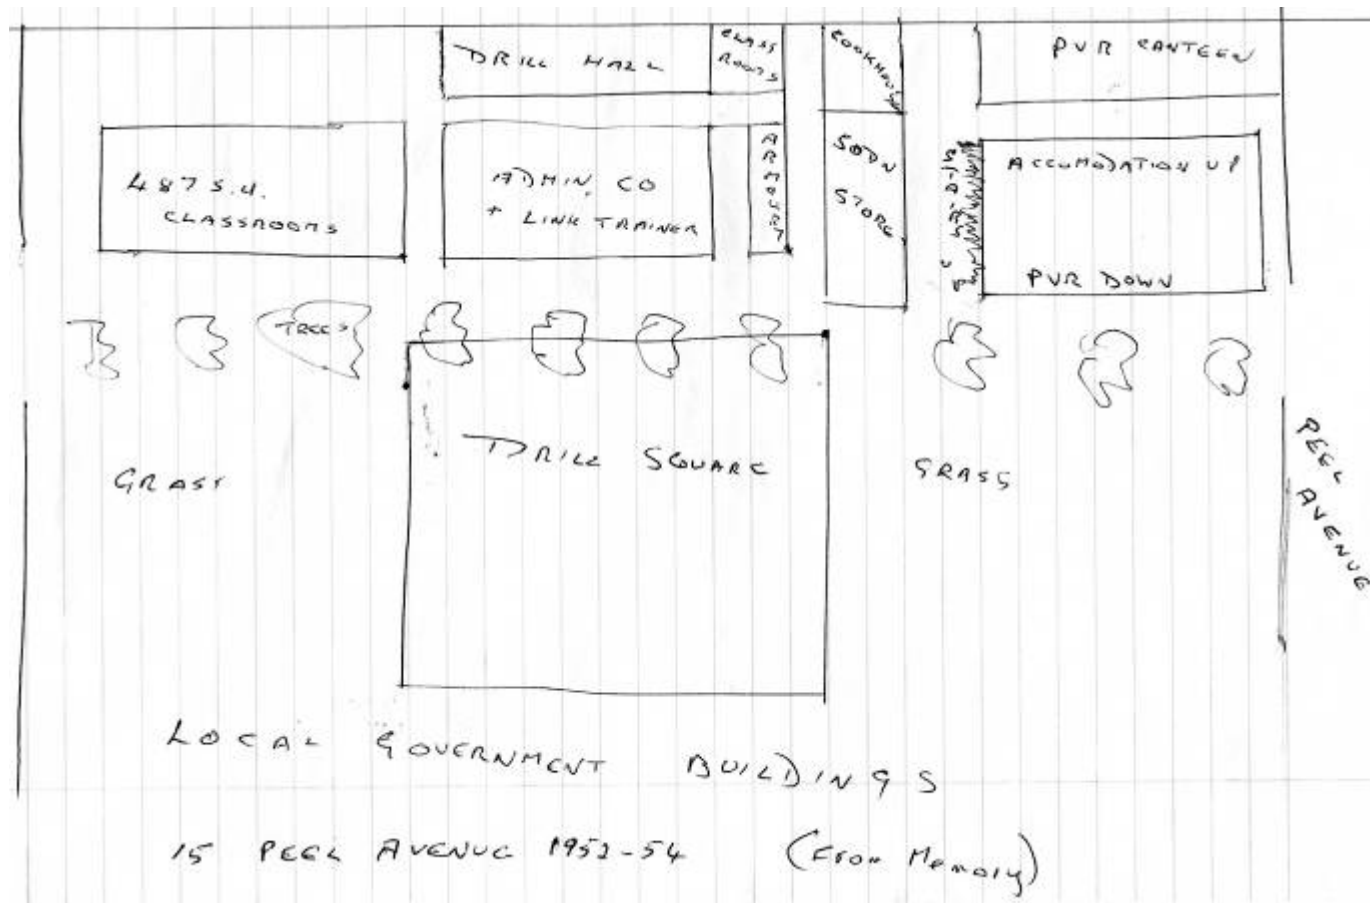 DRILL HALL
CLASS
ROOMS
COOKHOUSE
PVR CANTEEN
487 S.U.
CLASSROOMS
ADMIN. CO
+ LINK TRAINER
ARMOURY
SQDN
STORE
ACCOMODATION UP
PVR DOWN
TREES
GRASS
DRILL SQUARE
GRASS
PEEL
AVENUE
LOCAL GOVERNMENT BUILDINGS
15 PEEL AVENUE 1952-54 (From Memory)